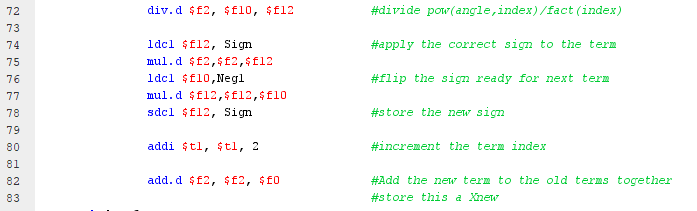 72 div.d $f2, $f10, $f12 #divide pow(angle,index)/fact(index)
73
74 ldc1 $f12, Sign #apply the correct sign to the term
75 mul.d $f2,$f2,$f12
76 ldc1 $f10,Neg1 #flip the sign ready for next term
77 mul.d $f12,$f12,$f10
78 sdc1 $f12, Sign #store the new sign
79
80 addi $t1, $t1, 2 #increment the term index
81
82 add.d $f2, $f2, $f0 #Add the new term to the old terms together
83 #store this a Xnew